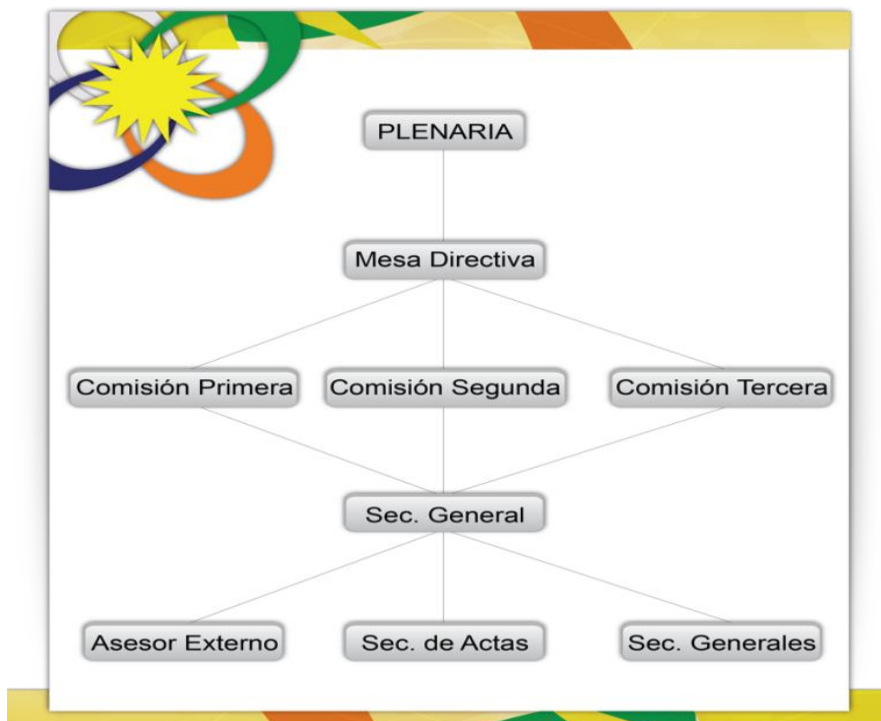 PLENARIA
Mesa Directiva
Comisión Primera
Comisión Segunda
Comisión Tercera
Sec. General
Asesor Externo
Sec. de Actas
Sec. Generales